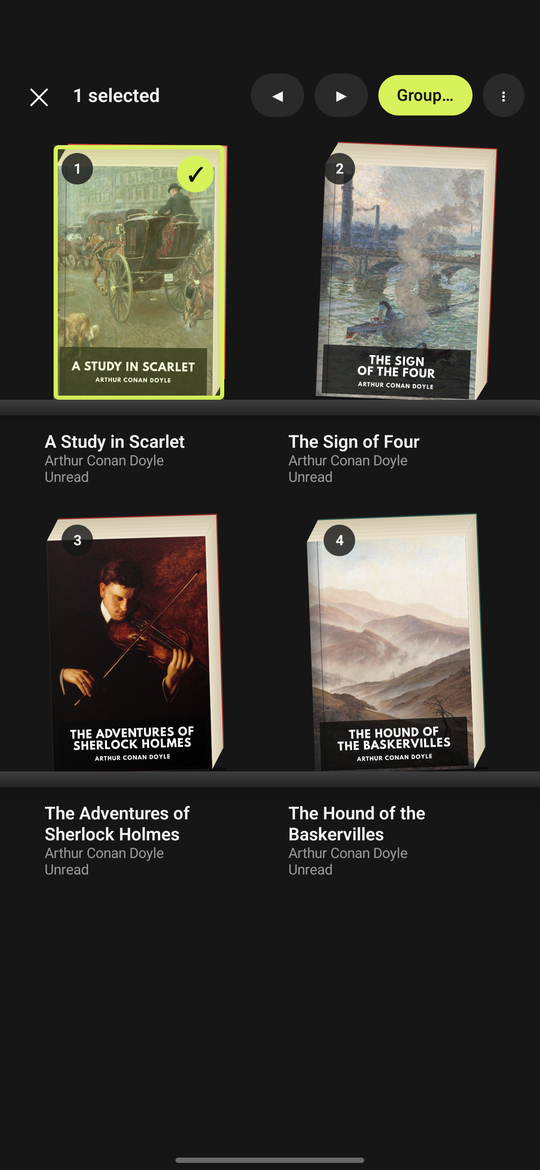 1 selected
Group...
1
✓
A STUDY IN SCARLET
ARTHUR CONAN DOYLE
2
THE SIGN
OF THE FOUR
ARTHUR CONAN DOYLE
A Study in Scarlet
Arthur Conan Doyle
Unread
The Sign of Four
Arthur Conan Doyle
Unread
3
THE ADVENTURES OF
SHERLOCK HOLMES
ARTHUR CONAN DOYLE
4
THE HOUND OF
THE BASKERVILLES
ARTHUR CONAN DOYLE
The Adventures of
Sherlock Holmes
Arthur Conan Doyle
Unread
The Hound of the
Baskervilles
Arthur Conan Doyle
Unread